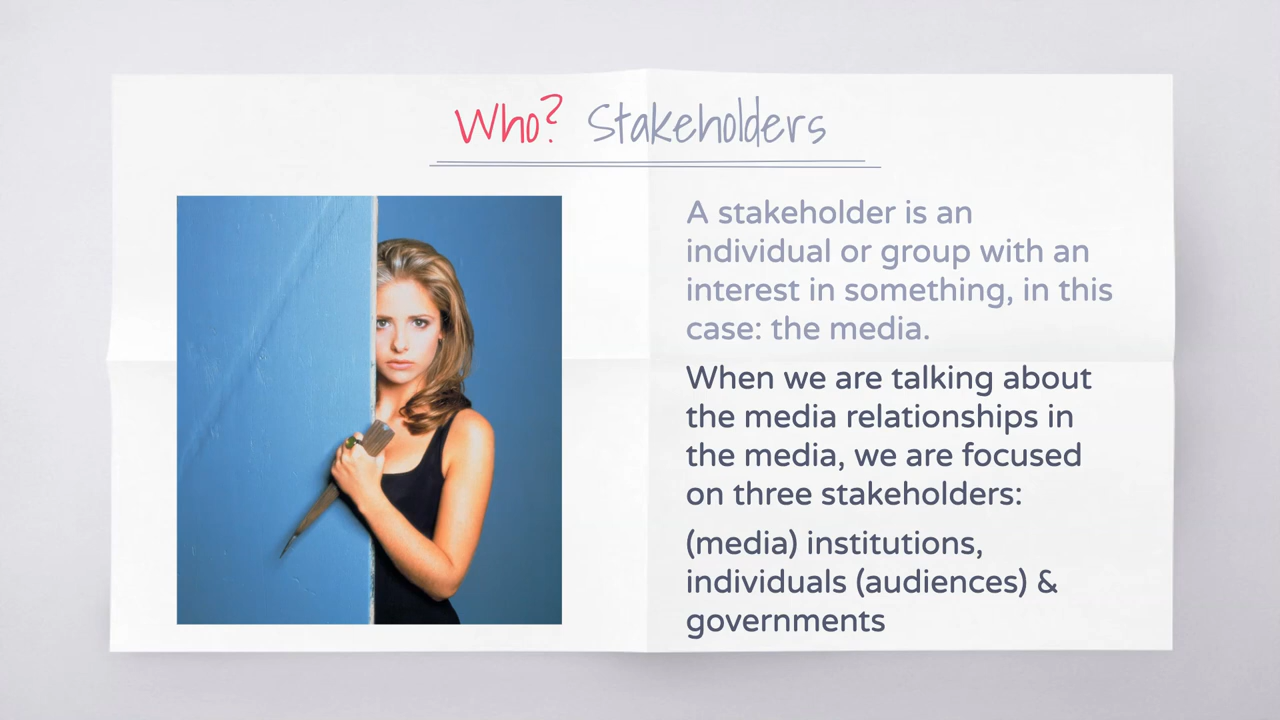 Who? Stakeholders
A stakeholder is an
individual or group with an
interest in something, in this
case: the media.
When we are talking about
the media relationships in
the media, we are focused
on three stakeholders:
(media) institutions,
individuals (audiences) &
governments